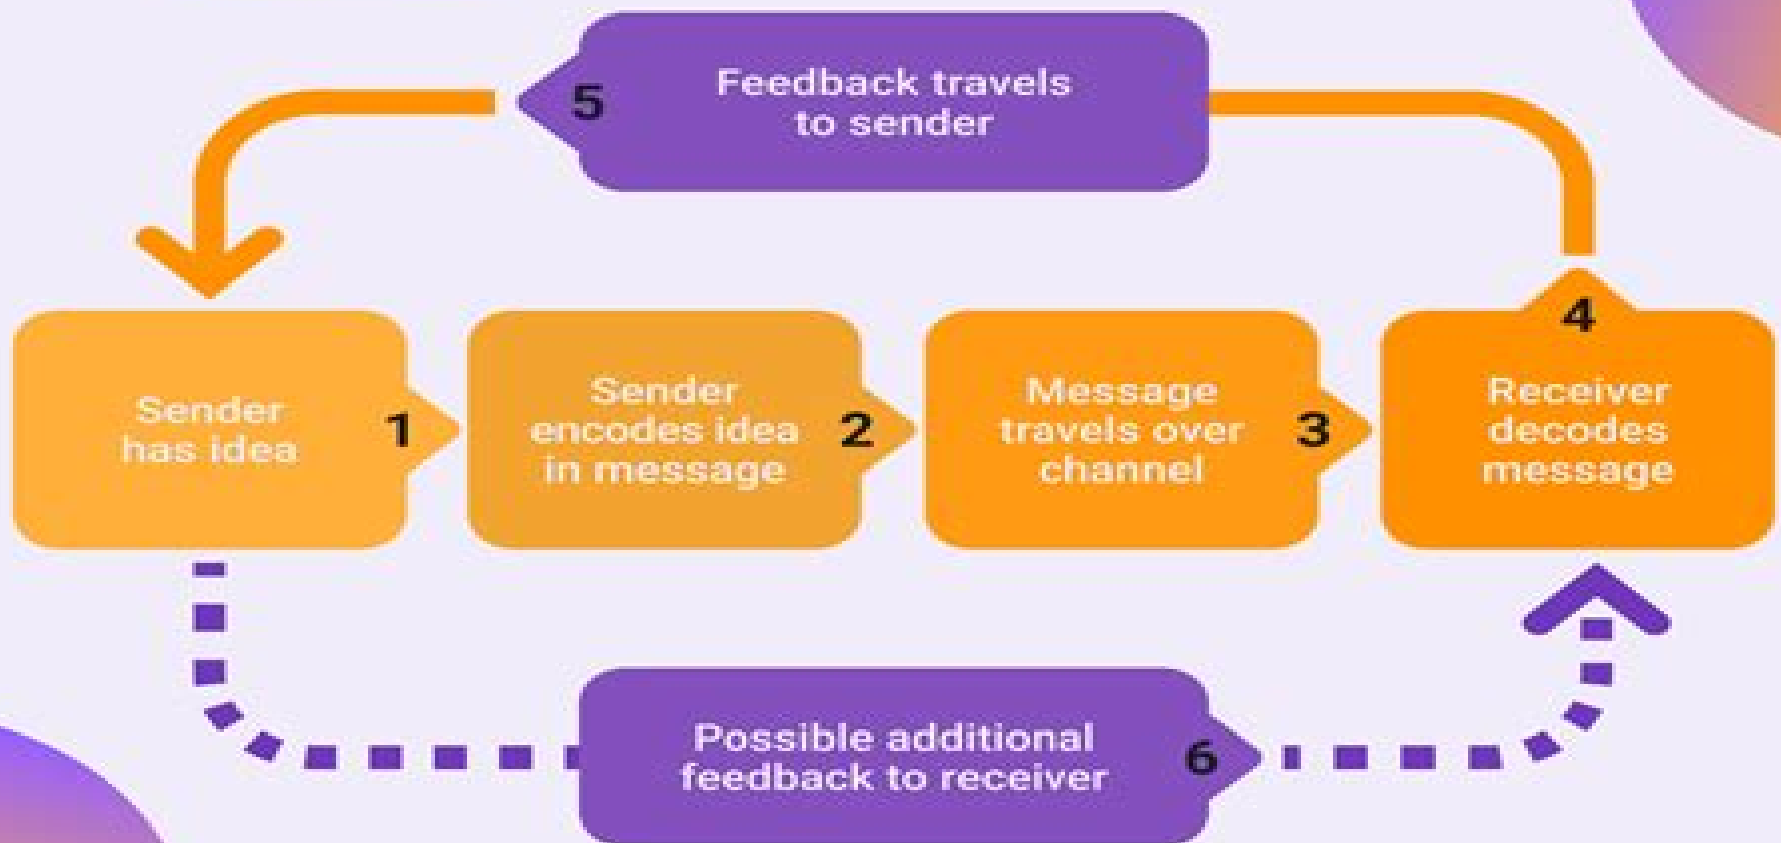 5
Feedback travels
to sender
Sender
has idea
1
Sender
encodes idea
in message
2
Message
travels over
channel
3
4
Receiver
decodes
message
Possible additional
feedback to receiver
6